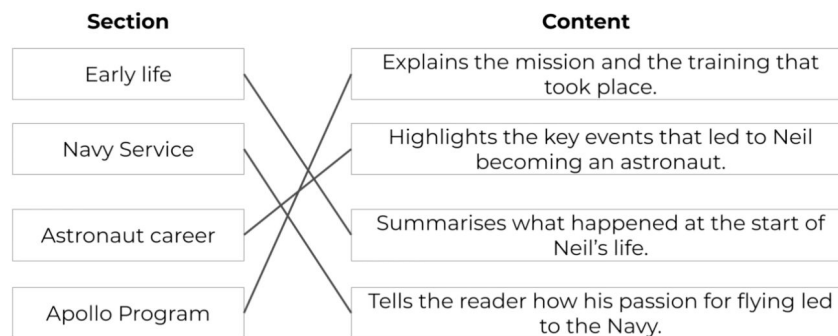 Section
Content
Early life
Explains the mission and the training that
took place.
Navy Service
Highlights the key events that led to Neil
becoming an astronaut.
Astronaut career
Summarises what happened at the start of
Neil’s life.
Apollo Program
Tells the reader how his passion for flying led
to the Navy.